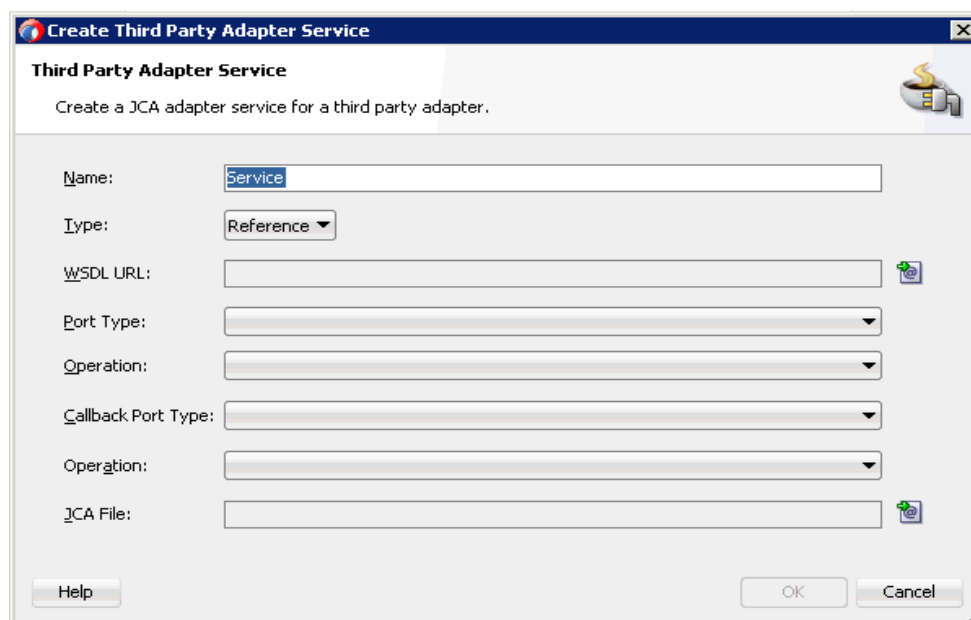 Create Third Party Adapter Service
Third Party Adapter Service
Create a JCA adapter service for a third party adapter.
Name: Service
Type: Reference
WSDL URL:
Port Type:
Operation:
Callback Port Type:
Operation:
JCA File:
Help OK Cancel